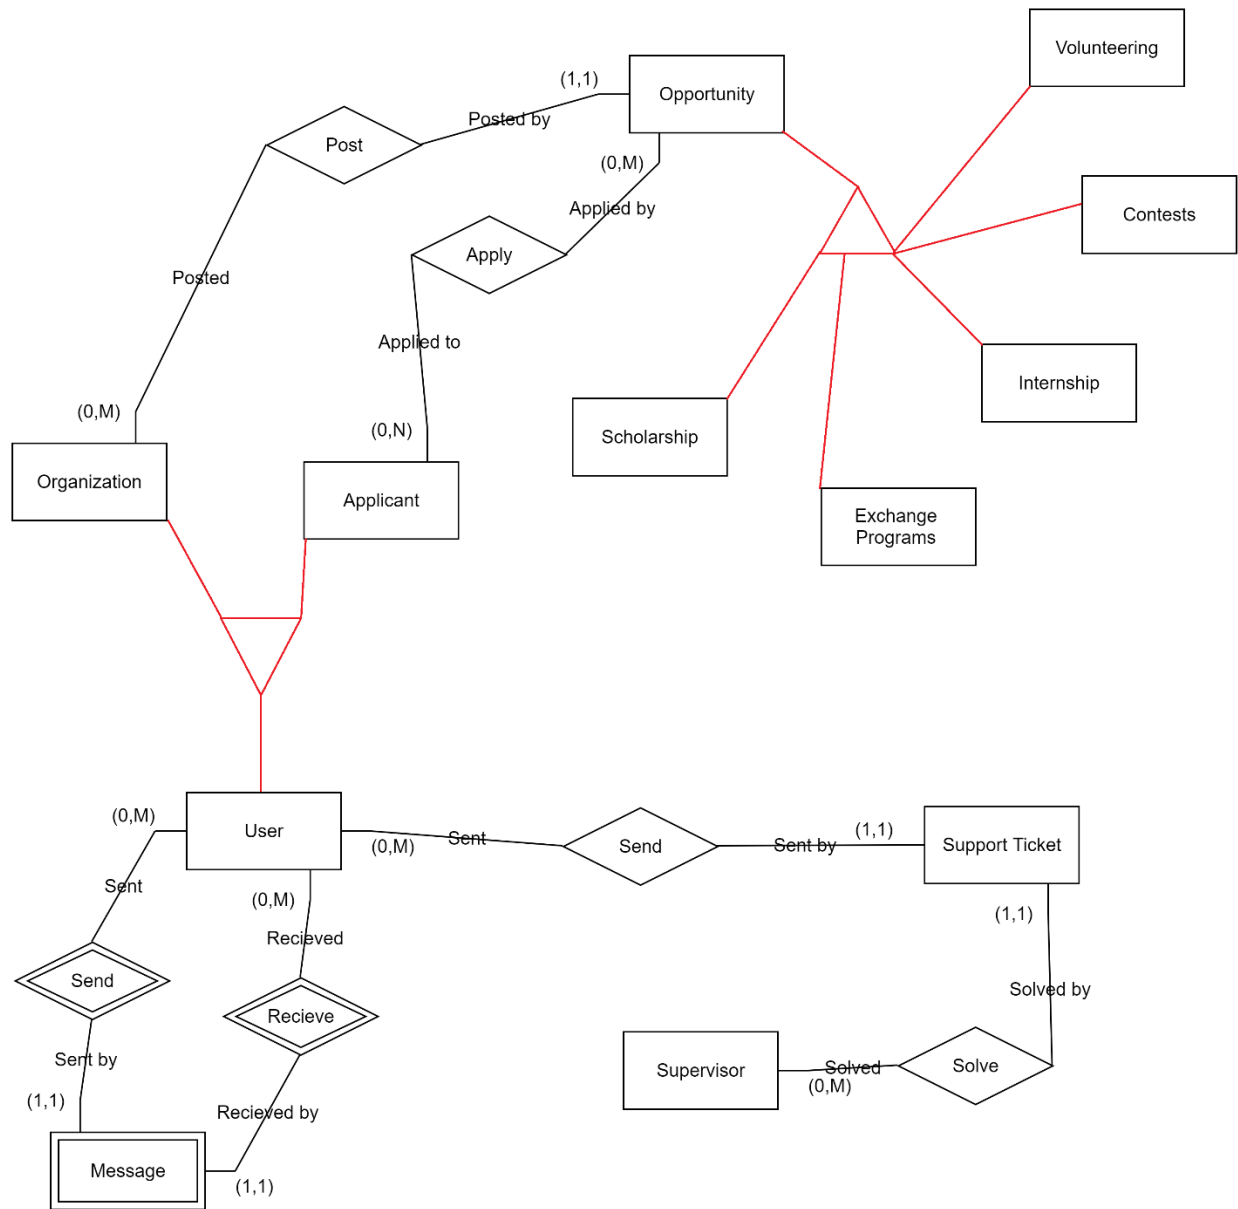 Volunteering
(1,1)
Opportunity
Posted by
Post
(0,M)
Applied by
Contests
Apply
Posted
Applied to
Internship
(0,M)
(0,N)
Scholarship
Organization
Applicant
Exchange
Programs
(0,M)
User
(0,M)
Sent
Send
Sent by
(1,1)
Support Ticket
Sent
(0,M)
(1,1)
Recieved
Send
Solved by
Recieve
Sent by
Supervisor
Solved
(0,M)
Solve
(1,1)
Recieved by
Message
(1,1)